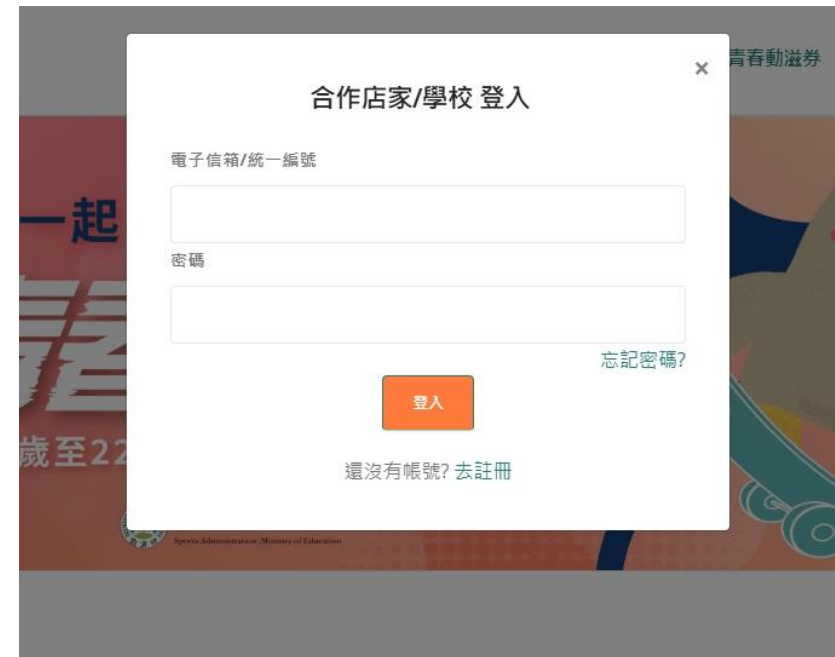 青春動滋券
×
合作店家/學校 登入
電子信箱/統一編號
一起
密碼
忘記密碼?
登入
歲至22
還沒有帳號? 去註冊
Sports Administration ,Ministry of Education